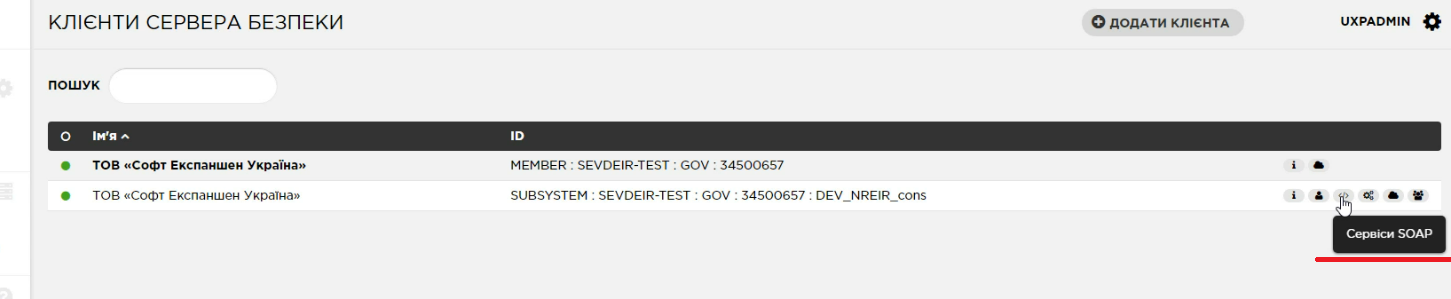 КЛІЄНТИ СЕРВЕРА БЕЗПЕКИ
ДОДАТИ КЛІЄНТА
UXPADMIN
ПОШУК
Ім'я
ID
ТОВ «Софт Експаншен Україна»
MEMBER : SEVDEIR-TEST : GOV : 34500657
ТОВ «Софт Експаншен Україна»
SUBSYSTEM : SEVDEIR-TEST : GOV : 34500657 : DEV_NREIR_cons
Сервіси SOAP